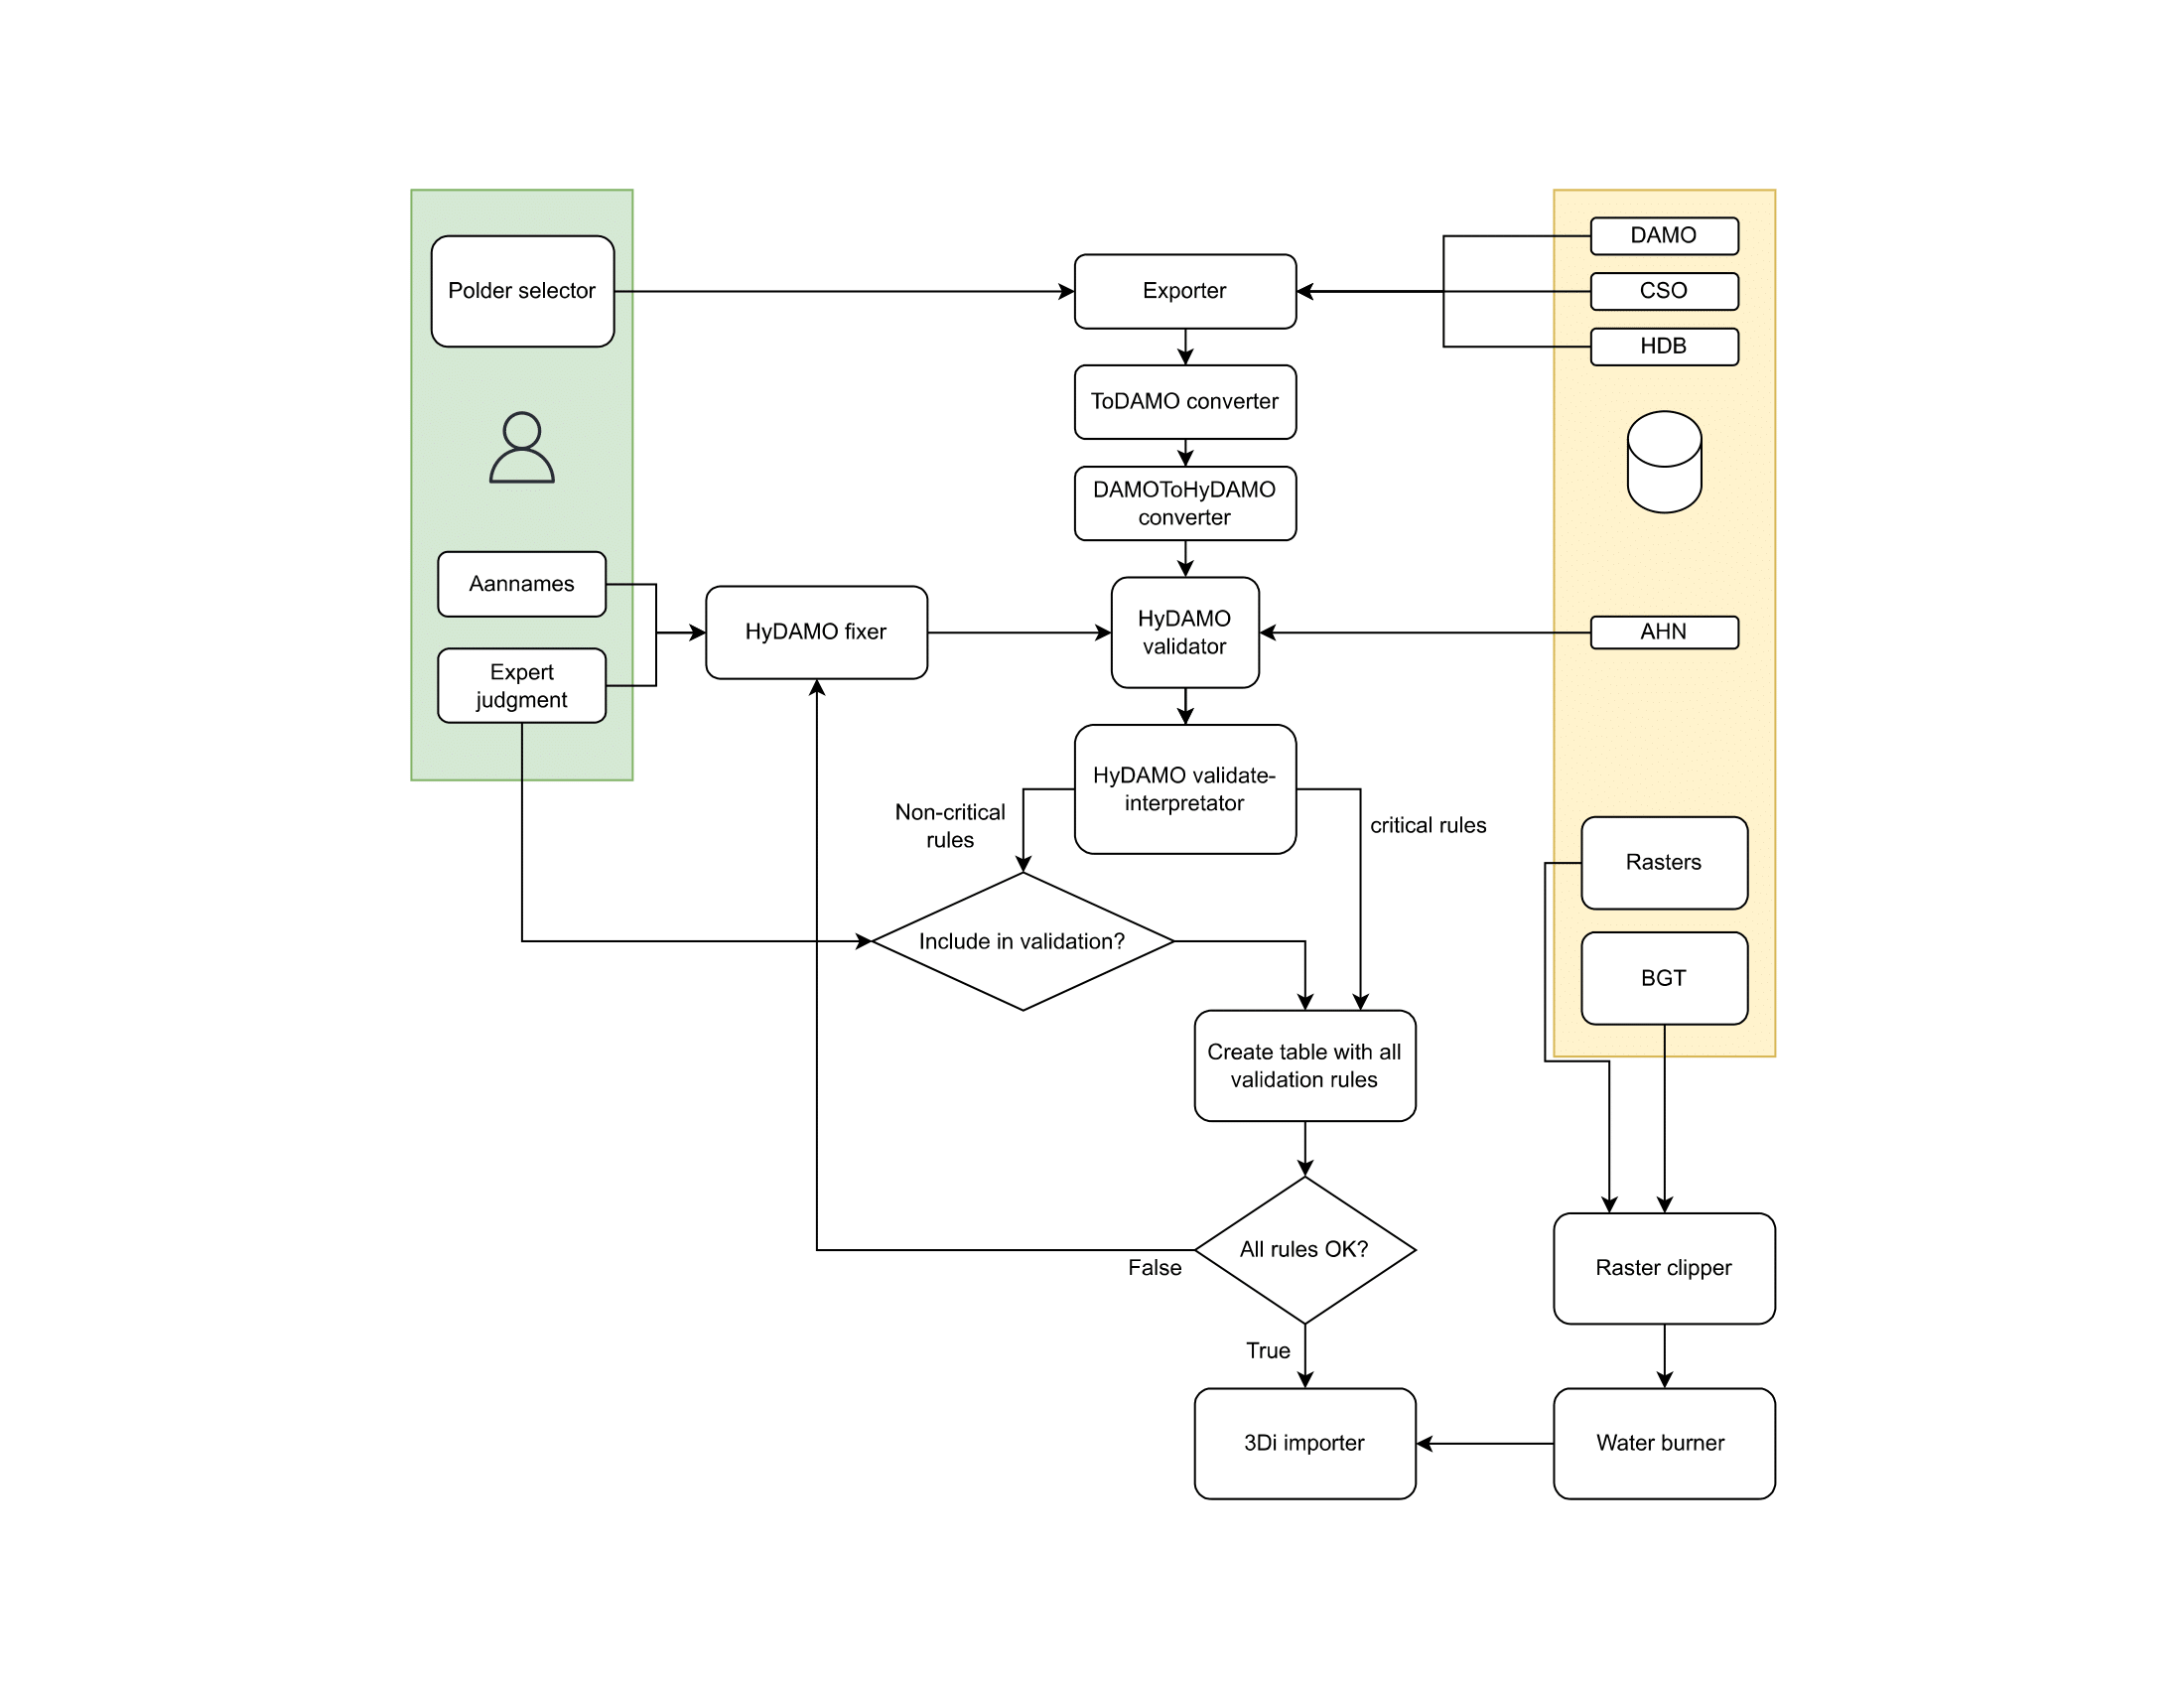 DAMO
Polder selector
Exporter
CSO
HDB
ToDAMO converter
DAMOToHyDAMO
converter
Aannames
HyDAMO fixer
HyDAMO
validator
AHN
Expert
judgment
HyDAMO validate-
interpretator
Non-critical
rules
critical rules
Rasters
Include in validation?
BGT
Create table with all
validation rules
All rules OK?
False
Raster clipper
True
3Di importer
Water burner